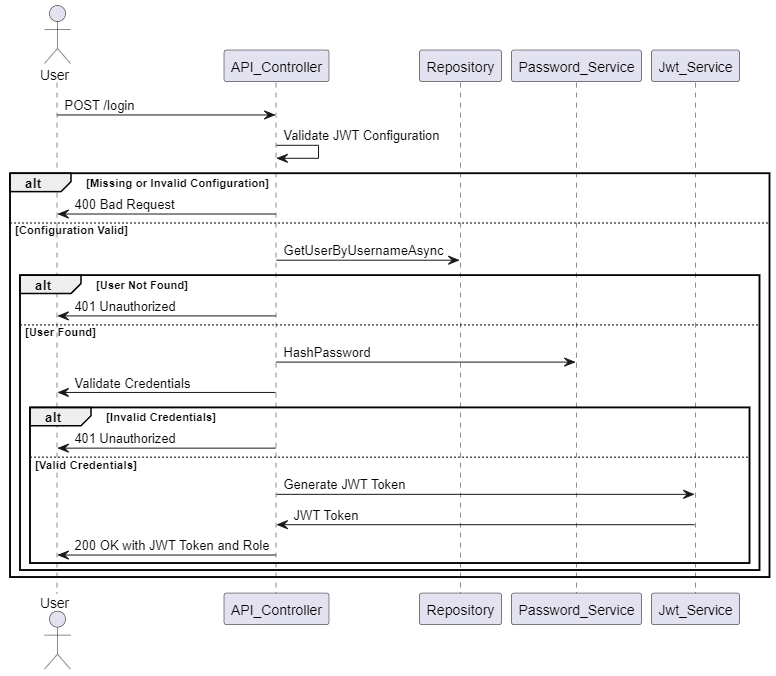 User
API_Controller
Repository
Password_Service
Jwt_Service
POST /login
Validate JWT Configuration
alt
[Missing or Invalid Configuration]
400 Bad Request
[Configuration Valid]
GetUserByUsernameAsync
alt
[User Not Found]
401 Unauthorized
[User Found]
HashPassword
Validate Credentials
alt
[Invalid Credentials]
401 Unauthorized
[Valid Credentials]
Generate JWT Token
JWT Token
200 OK with JWT Token and Role
User
API_Controller
Repository
Password_Service
Jwt_Service